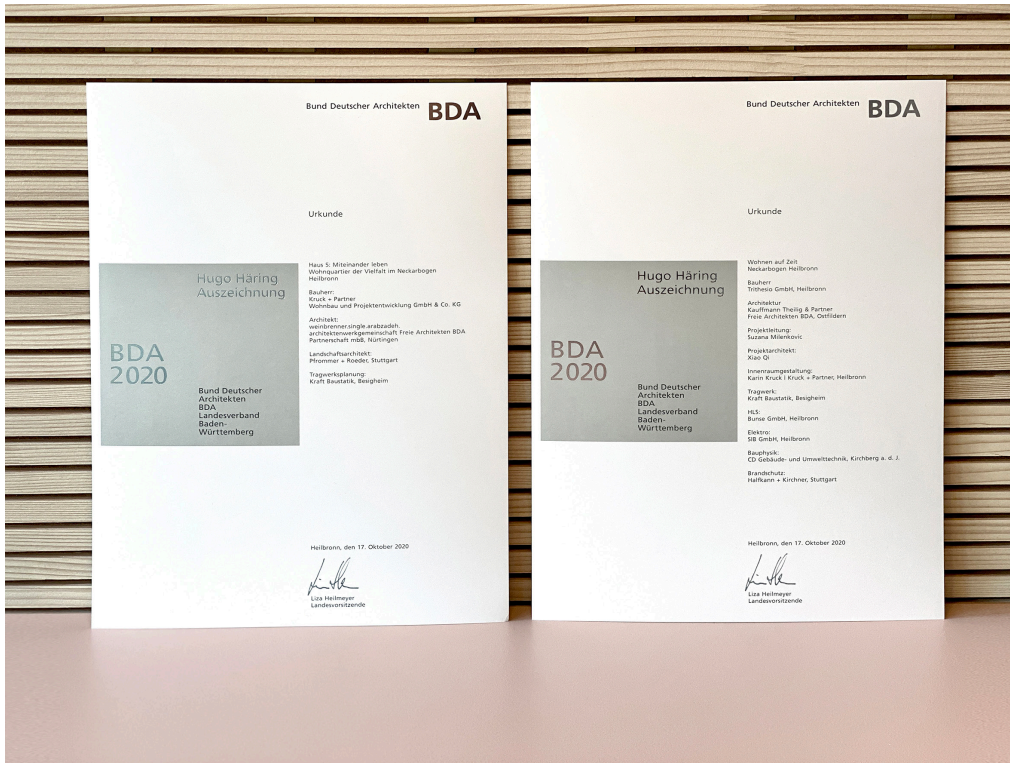 Bund Deutscher Architekten BDA
Urkunde
Hugo Häring
Auszeichnung
BDA
2020
Bund Deutscher
Architekten
BDA
Landesverband
Baden-
Württemberg
Haus 5: Miteinander leben
Wohnquartier der Vielfalt im Neckarbogen
Heilbronn
Bauherr:
Kruck + Partner
Wohnbau und Projektentwicklung GmbH & Co. KG
Architekt:
weinbrenner.single.arabzadeh.
architektenwerkgemeinschaft Freie Architekten BDA
Partnerschaft mbB, Nürtingen
Landschaftsarchitekt:
Pfrommer + Roeder, Stuttgart
Tragwerksplanung:
Kraft Baustatik, Besigheim
Heilbronn, den 17. Oktober 2020
Liza Heilmeyer
Landesvorsitzende
Bund Deutscher Architekten BDA
Urkunde
Hugo Häring
Auszeichnung
BDA
2020
Bund Deutscher
Architekten
BDA
Landesverband
Baden-
Württemberg
Wohnen auf Zeit
Neckarbogen Heilbronn
Bauherr
Trithesio GmbH, Heilbronn
Architektur
Kauffmann Theilig & Partner
Freie Architekten BDA, Ostfildern
Projektleitung:
Suzana Milenkovic
Projektarchitekt:
Xiao Qi
Innenraumgestaltung:
Karin Kruck | Kruck + Partner, Heilbronn
Tragwerk:
Kraft Baustatik, Besigheim
HLS:
Bunse GmbH, Heilbronn
Elektro:
SIB GmbH, Heilbronn
Bauphysik:
CD Gebäude- und Umwelttechnik, Kirchberg a. d. J.
Brandschutz:
Halfkann + Kirchner, Stuttgart
Heilbronn, den 17. Oktober 2020
Liza Heilmeyer
Landesvorsitzende